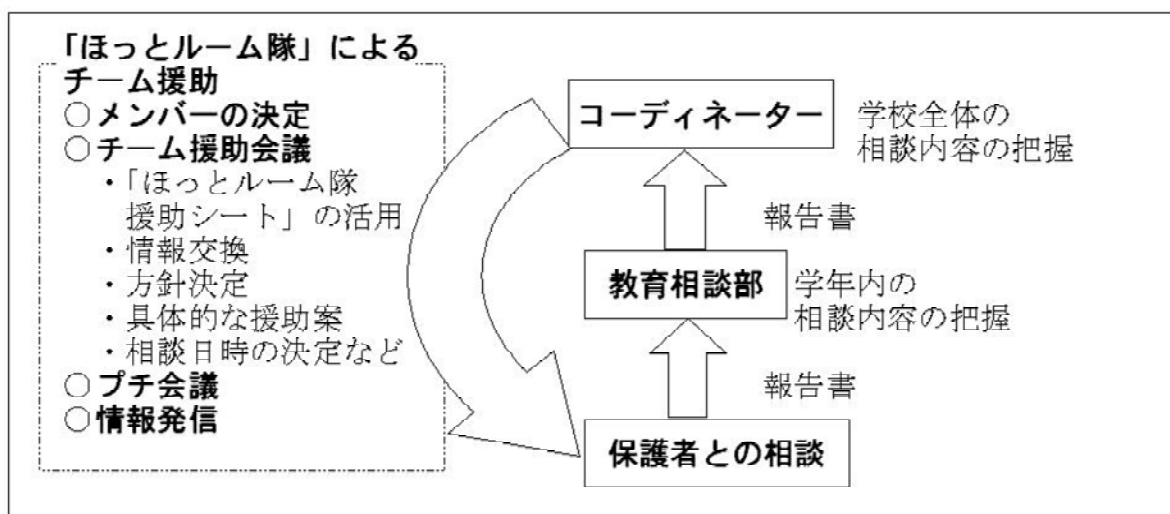 「ほっとルーム隊」による
チーム援助
○メンバーの決定
○チーム援助会議
・「ほっとルーム隊
援助シート」の活用
・情報交換
・方針決定
・具体的な援助案
・相談日時の決定など
○プチ会議
○情報発信
コーディネーター
学校全体の
相談内容の把握
報告書
教育相談部
学年内の
相談内容の把握
報告書
保護者との相談